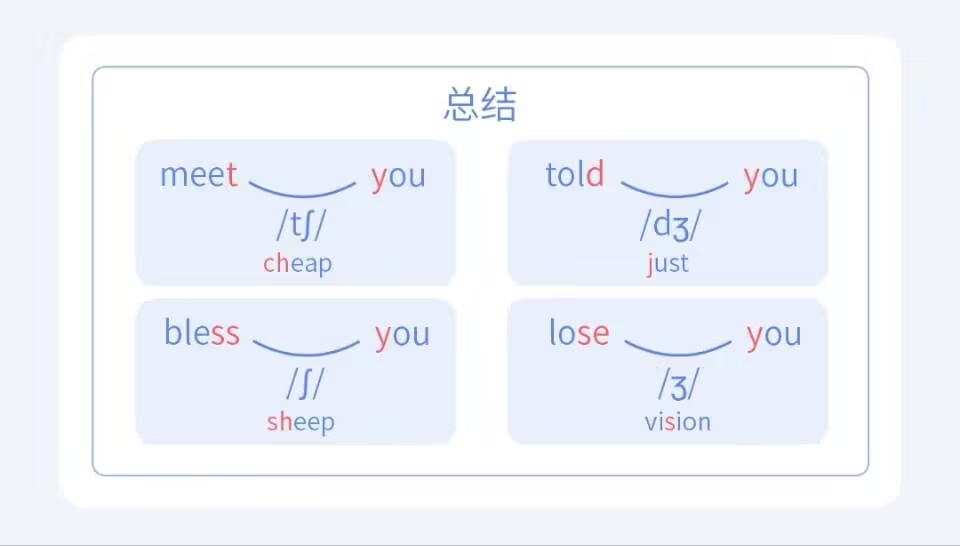 总结
meet you
/tʃ/
cheap
told you
/dʒ/
just
bless you
/ʃ/
sheep
lose you
/ʒ/
vision